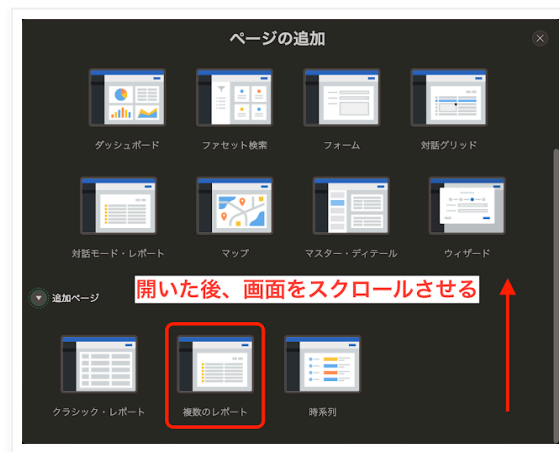 ページの追加
ダッシュボード
ファセット検索
フォーム
対話グリッド
対話モード・レポート
マップ
マスター・ディテール
ウィザード
開いた後、画面をスクロールさせる
追加ページ
クラシック・レポート
複数のレポート
時系列